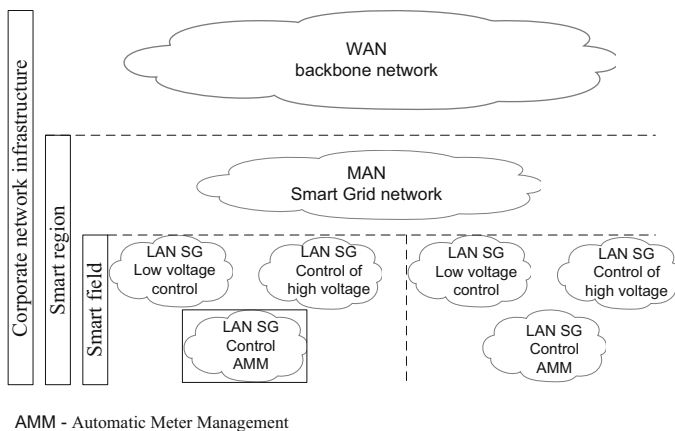 Corporate network infrastructure
Smart region
Smart field
WAN
backbone network
MAN
Smart Grid network
LAN SG
Low voltage
control
LAN SG
Control of
high voltage
LAN SG
Control
AMM
LAN SG
Low voltage
control
LAN SG
Control of
high voltage
LAN SG
Control
AMM
AMM - Automatic Meter Management